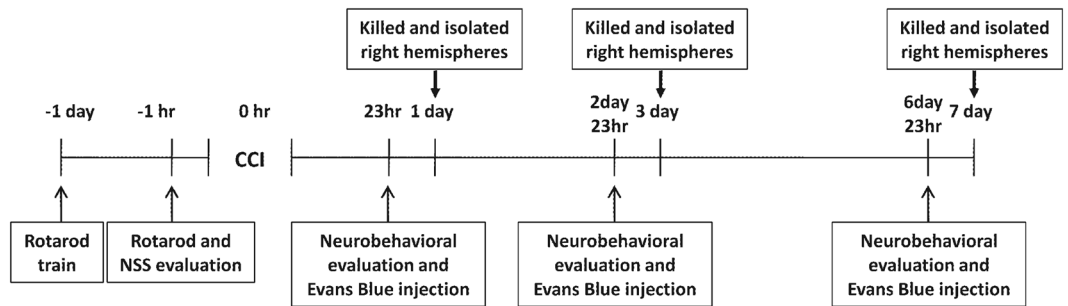 Killed and isolated
right hemispheres
Killed and isolated
right hemispheres
Killed and isolated
right hemispheres
-1 day
-1 hr
0 hr
23hr
1 day
2day
23hr
3 day
6day
23hr
7 day
CCI
Rotarod
train
Rotarod and
NSS evaluation
Neurobehavioral
evaluation and
Evans Blue injection
Neurobehavioral
evaluation and
Evans Blue injection
Neurobehavioral
evaluation and
Evans Blue injection